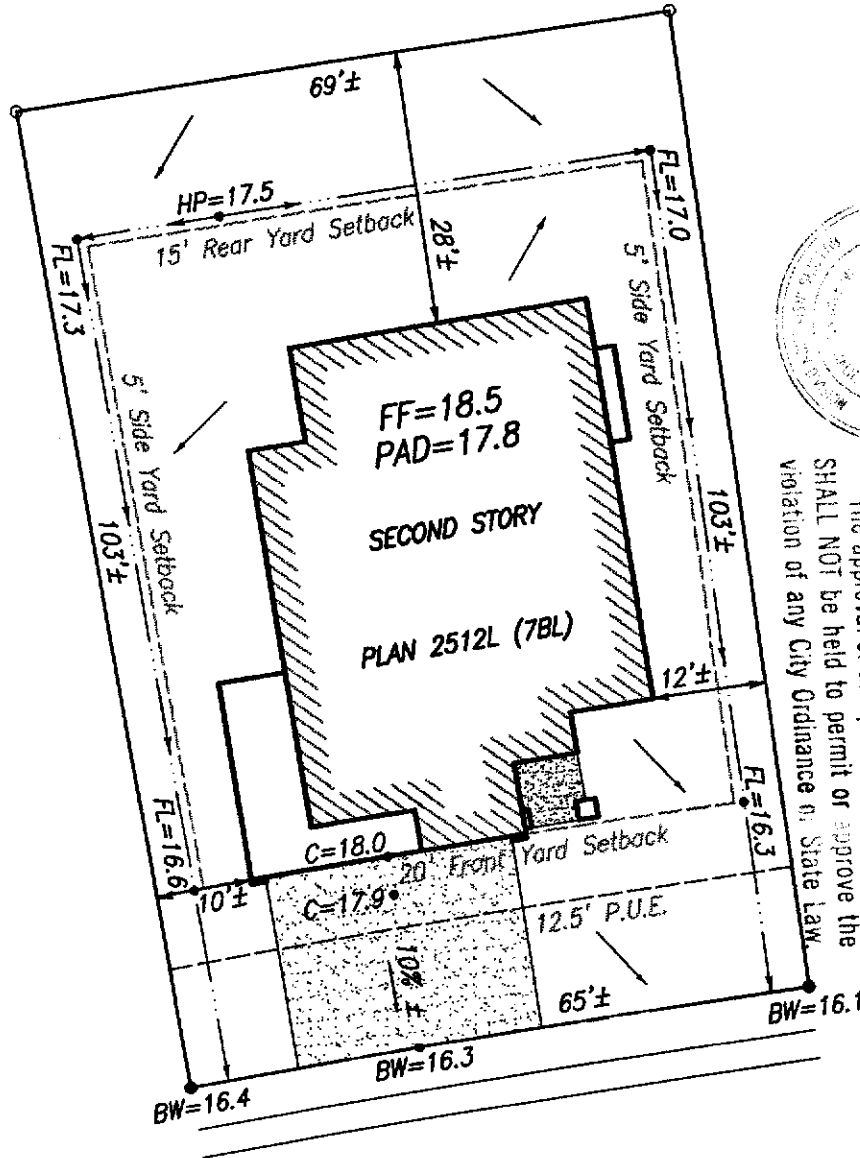 69'±
HP=17.5
15' Rear Yard Setback
28'±
FL=17.0
FL=17.3
5' Side Yard Setback
5' Side Yard Setback
FF=18.5
PAD=17.8
SECOND STORY
PLAN 2512L (7BL)
103'±
103'±
12'±
FL=16.6
FL=16.3
10'±
C=18.0
20' Front Yard Setback
C=17.9
12.5' P.U.E.
10% ±
65'±
BW=16.4
BW=16.3
BW=16.1
The approval
SHALL NOT be held to permit or approve the
violation of any City Ordinance or State Law.